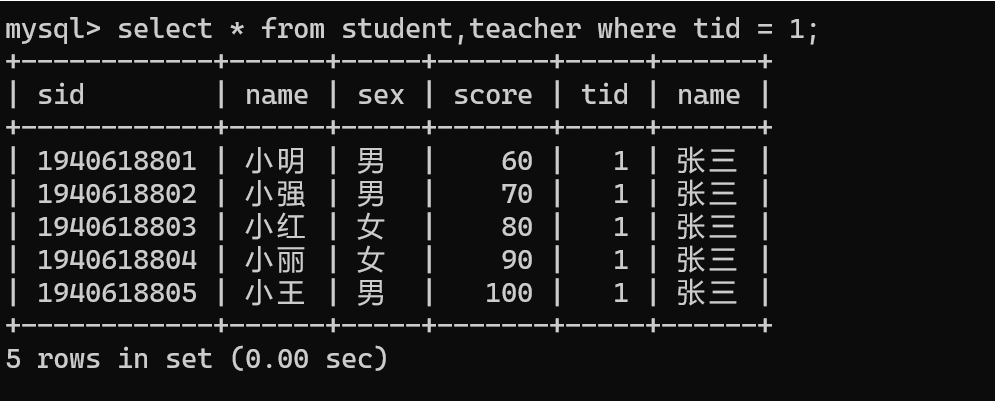 mysql> select * from student,teacher where tid = 1;
+------------+------+-----+-------+-----+------+
| sid        | name | sex | score | tid | name |
+------------+------+-----+-------+-----+------+
| 1940618801 | 小明 | 男  |    60 |   1 | 张三 |
| 1940618802 | 小强 | 男  |    70 |   1 | 张三 |
| 1940618803 | 小红 | 女  |    80 |   1 | 张三 |
| 1940618804 | 小丽 | 女  |    90 |   1 | 张三 |
| 1940618805 | 小王 | 男  |   100 |   1 | 张三 |
+------------+------+-----+-------+-----+------+
5 rows in set (0.00 sec)